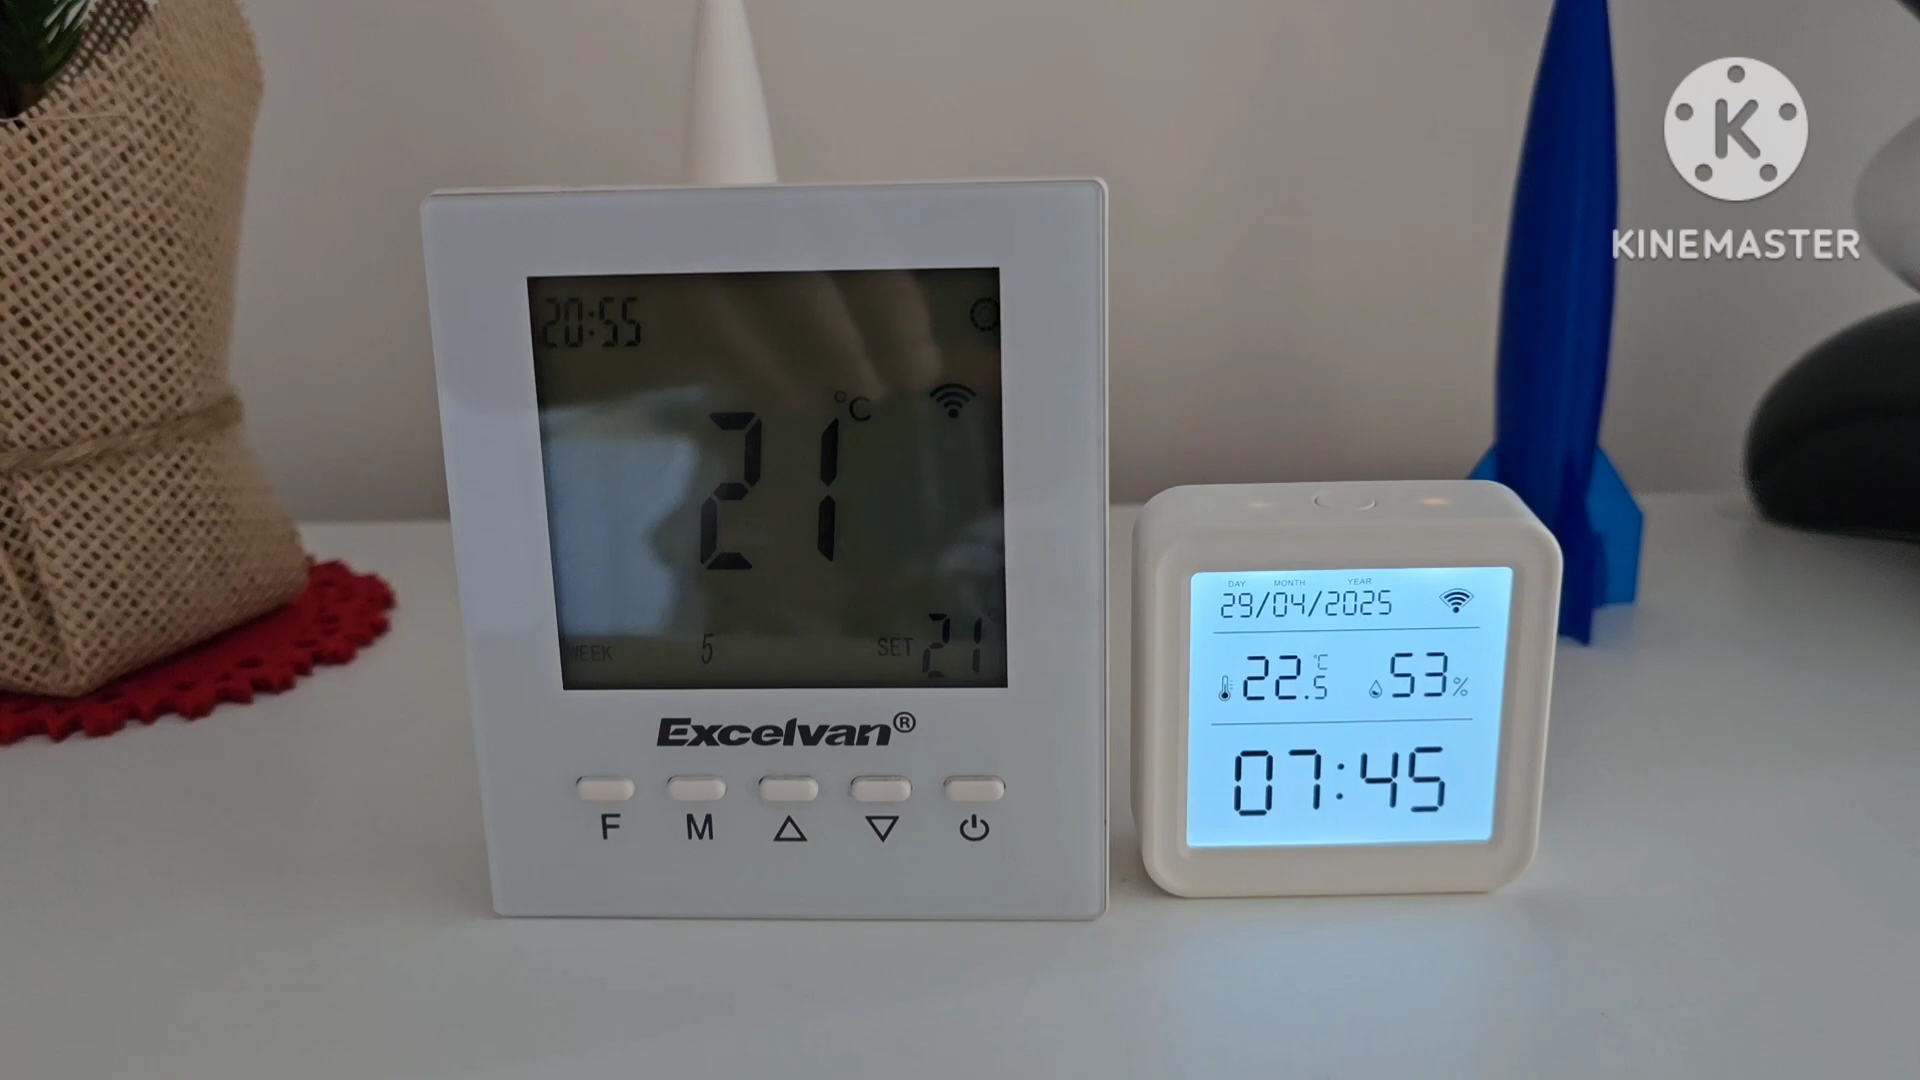 K
KINEMASTER
20:55
21 °C
WEEK 5 SET 21
Excelvan®
F M
DAY MONTH YEAR
29/04/2025
22.5 °C 53%
07:45